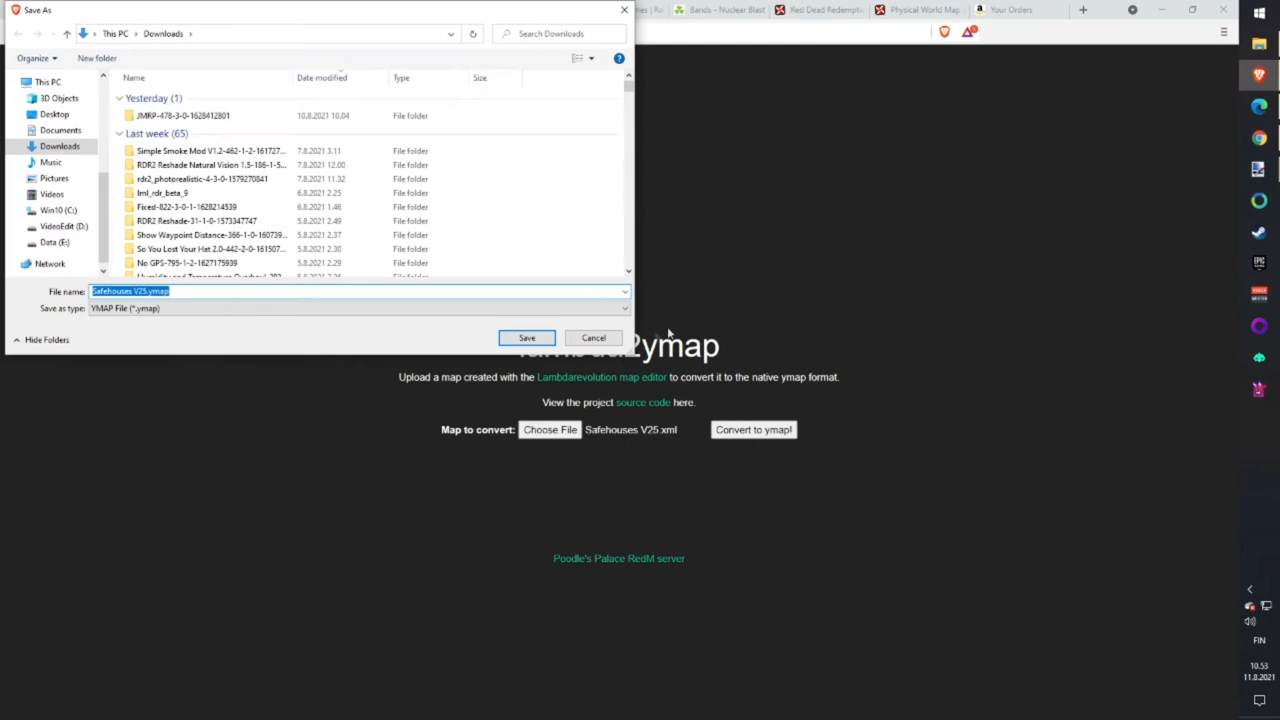 Save As
ries | Ra
Bands - Nuclear Blast
Red Dead Redempti
Physical World Map
Your Orders
This PC
Downloads
Search Downloads
Organize
New folder
Name
Date modified
Type
Size
This PC
3D Objects
Desktop
Documents
Downloads
Music
Pictures
Videos
Win10 (C:)
VideoEdit (D:)
Data (E:)
Network
Yesterday (1)
JMRP-478-3-0-1628412801 10.8.2021 10.04 File folder
Last week (65)
Simple Smoke Mod V1.2-462-1-2-161727... 7.8.2021 3.11 File folder
RDR2 Reshade Natural Vision 1.5-186-1-5... 7.8.2021 12.00 File folder
rdr2_photorealistic-4-3-0-1579270841 7.8.2021 11.32 File folder
lml_rdr_beta_9 6.8.2021 2.25 File folder
Fixed-822-3-0-1-1628214539 6.8.2021 1.46 File folder
RDR2 Reshade-31-1-0-1573347747 5.8.2021 2.49 File folder
Show Waypoint Distance-366-1-0-160739... 5.8.2021 2.37 File folder
So You Lost Your Hat 2.0-442-2-0-161507... 5.8.2021 2.30 File folder
No GPS-795-1-2-1627175939 5.8.2021 2.29 File folder
File name: Safehouses V25.ymap
Save as type: YMAP File (*.ymap)
Hide Folders
Save
Cancel
2ymap
Upload a map created with the Lambdarevolution map editor to convert it to the native ymap format.
View the project source code here.
Map to convert: Choose File Safehouses V25.xml Convert to ymap!
Poodle's Palace RedM server
EPIC
FIN
10.53
11.8.2021